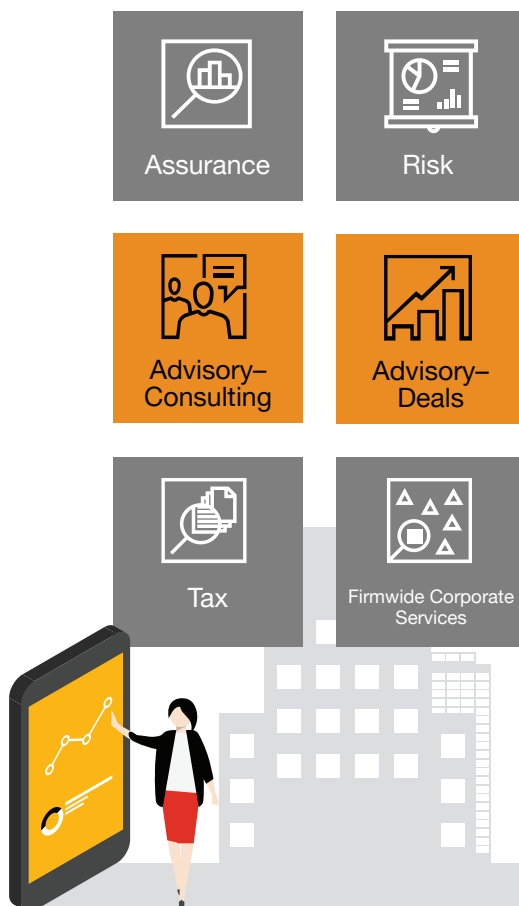 Assurance
Risk
Advisory–
Consulting
Advisory–
Deals
Tax
Firmwide Corporate
Services